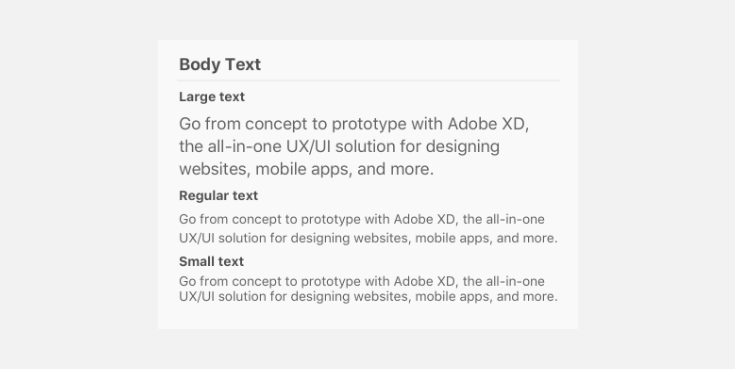 Body Text
Large text
Go from concept to prototype with Adobe XD,
the all-in-one UX/UI solution for designing
websites, mobile apps, and more.
Regular text
Go from concept to prototype with Adobe XD, the all-in-one
UX/UI solution for designing websites, mobile apps, and more.
Small text
Go from concept to prototype with Adobe XD, the all-in-one
UX/UI solution for designing websites, mobile apps, and more.